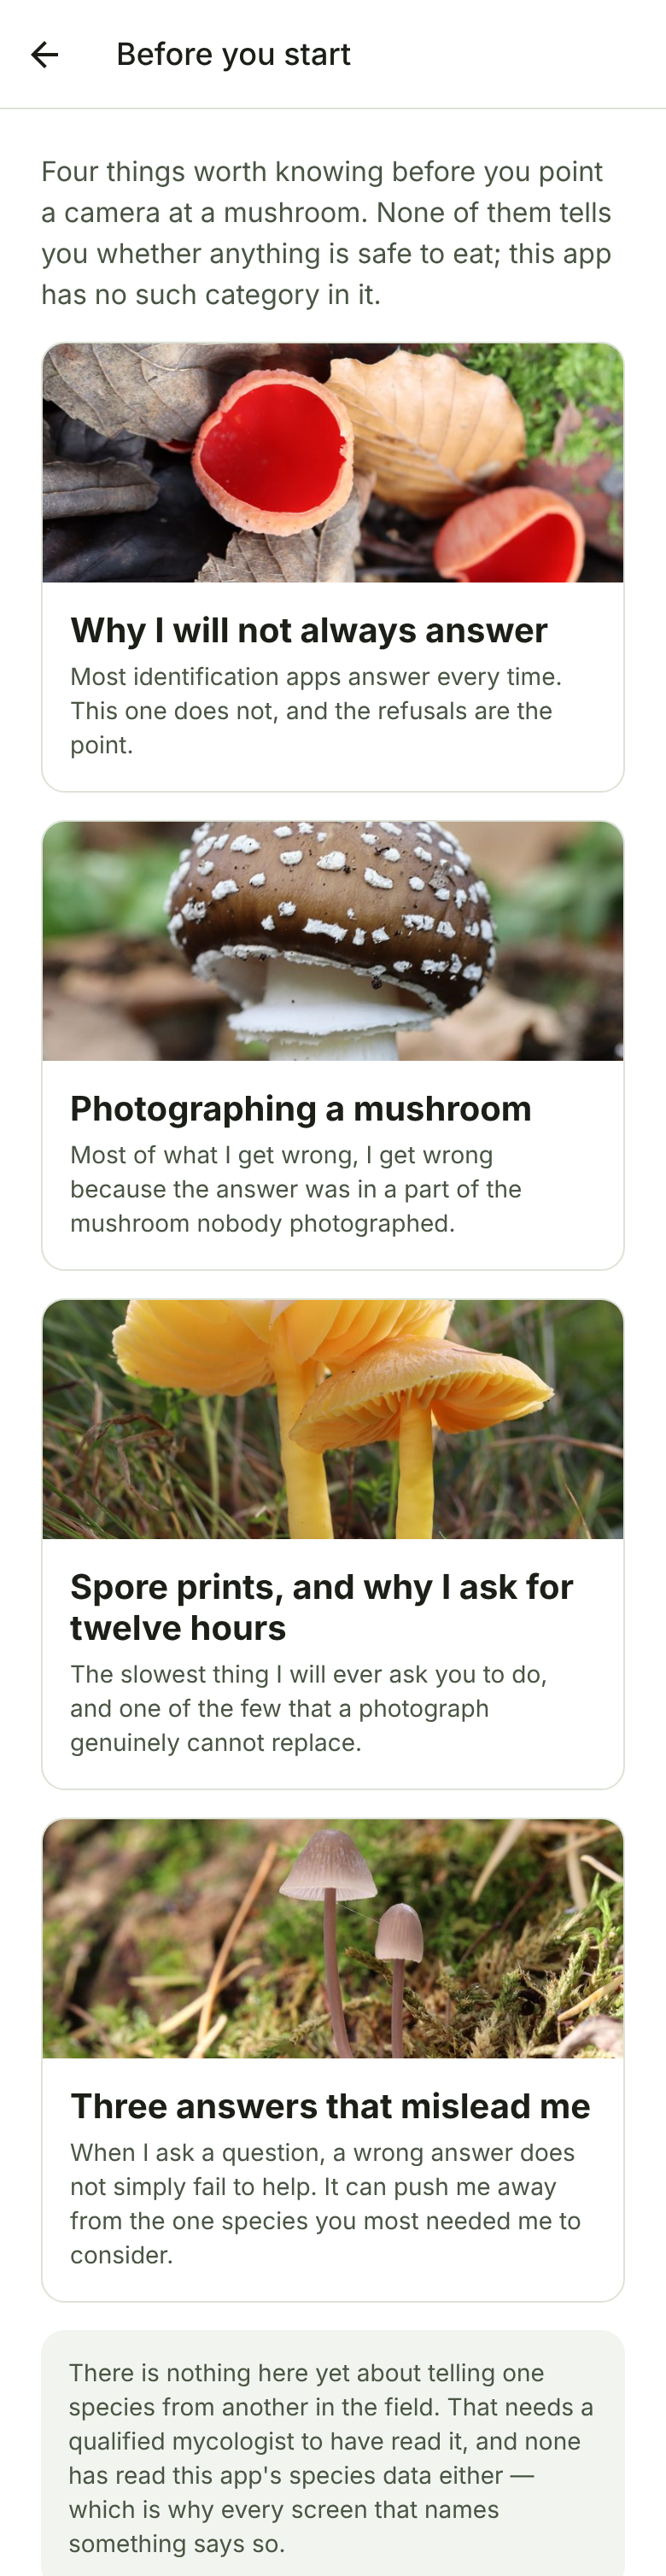 Before you start
Four things worth knowing before you point
a camera at a mushroom. None of them tells
you whether anything is safe to eat; this app
has no such category in it.
Why I will not always answer
Most identification apps answer every time.
This one does not, and the refusals are the
point.
Photographing a mushroom
Most of what I get wrong, I get wrong
because the answer was in a part of the
mushroom nobody photographed.
Spore prints, and why I ask for
twelve hours
The slowest thing I will ever ask you to do,
and one of the few that a photograph
genuinely cannot replace.
Three answers that mislead me
When I ask a question, a wrong answer does
not simply fail to help. It can push me away
from the one species you most needed me to
consider.
There is nothing here yet about telling one
species from another in the field. That needs a
qualified mycologist to have read it, and none
has read this app's species data either —
which is why every screen that names
something says so.